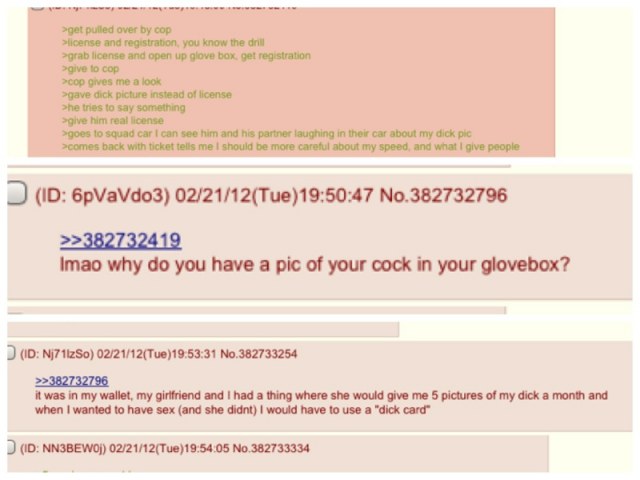 >get pulled over by cop
>license and registration, you know the drill
>grab license and open up glove box, get registration
>give to cop
>cop gives me a look
>gave dick picture instead of license
>he tries to say something
>give him real license
>goes to squad car I can see him and his partner laughing in their car about my dick pic
>comes back with ticket tells me I should be more careful about my speed, and what I give people
(ID: 6pVaVdo3) 02/21/12(Tue)19:50:47 No.382732796
>>382732419
lmao why do you have a pic of your cock in your glovebox?
(ID: Nj71IzSo) 02/21/12(Tue)19:53:31 No.382733254
>>382732796
it was in my wallet, my girlfriend and I had a thing where she would give me 5 pictures of my dick a month and
when I wanted to have sex (and she didnt) I would have to use a "dick card"
(ID: NN3BEW0j) 02/21/12(Tue)19:54:05 No.382733334